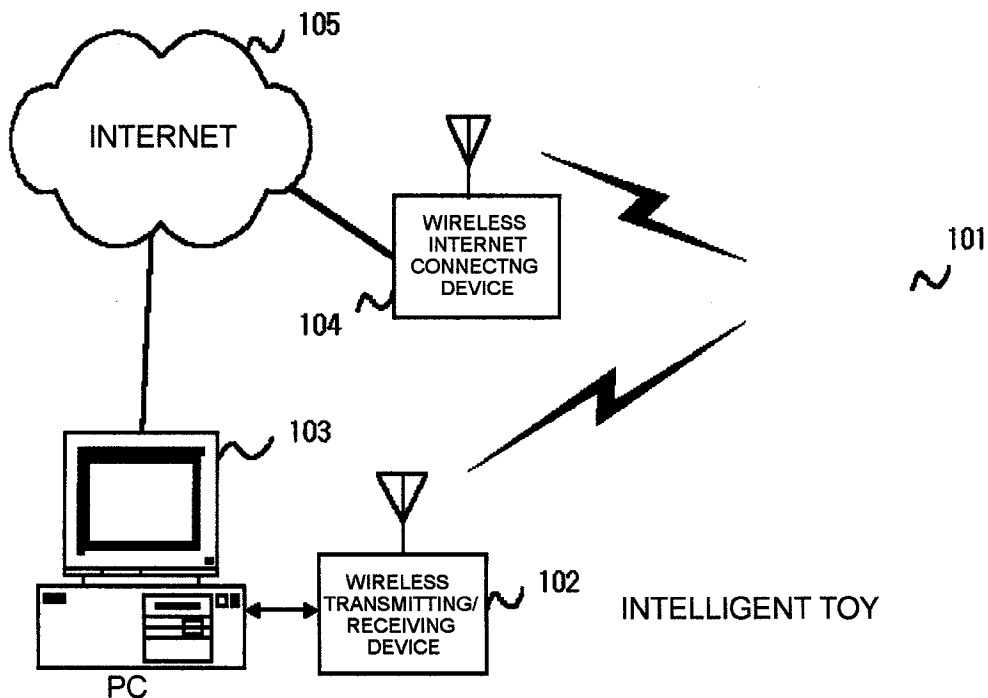 105
INTERNET
WIRELESS
INTERNET
CONNECTNG
DEVICE
104
101
103
WIRELESS
TRANSMITTING/
RECEIVING
DEVICE
102
INTELLIGENT TOY
PC